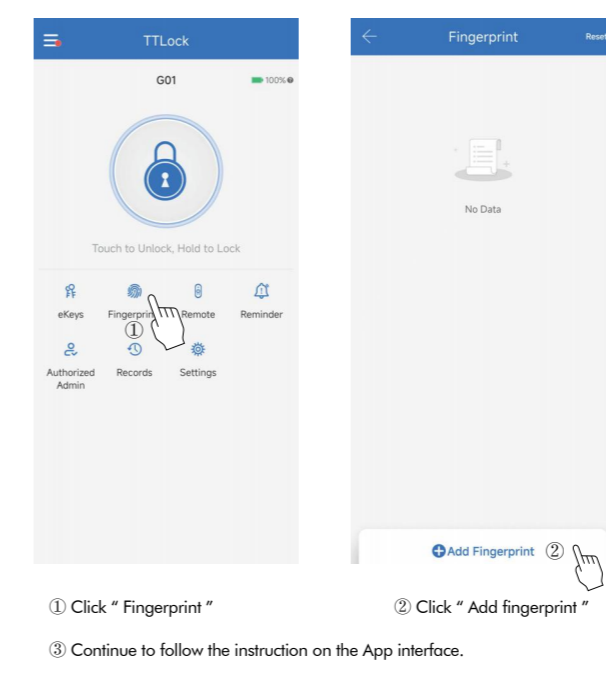 TTLock
G01
100%
Touch to Unlock, Hold to Lock
eKeys Fingerprint Remote Reminder
①
Authorized Admin Records Settings
Fingerprint Reset
No Data
Add Fingerprint ②
① Click “ Fingerprint ”
② Click “ Add fingerprint ”
③ Continue to follow the instruction on the App interface.